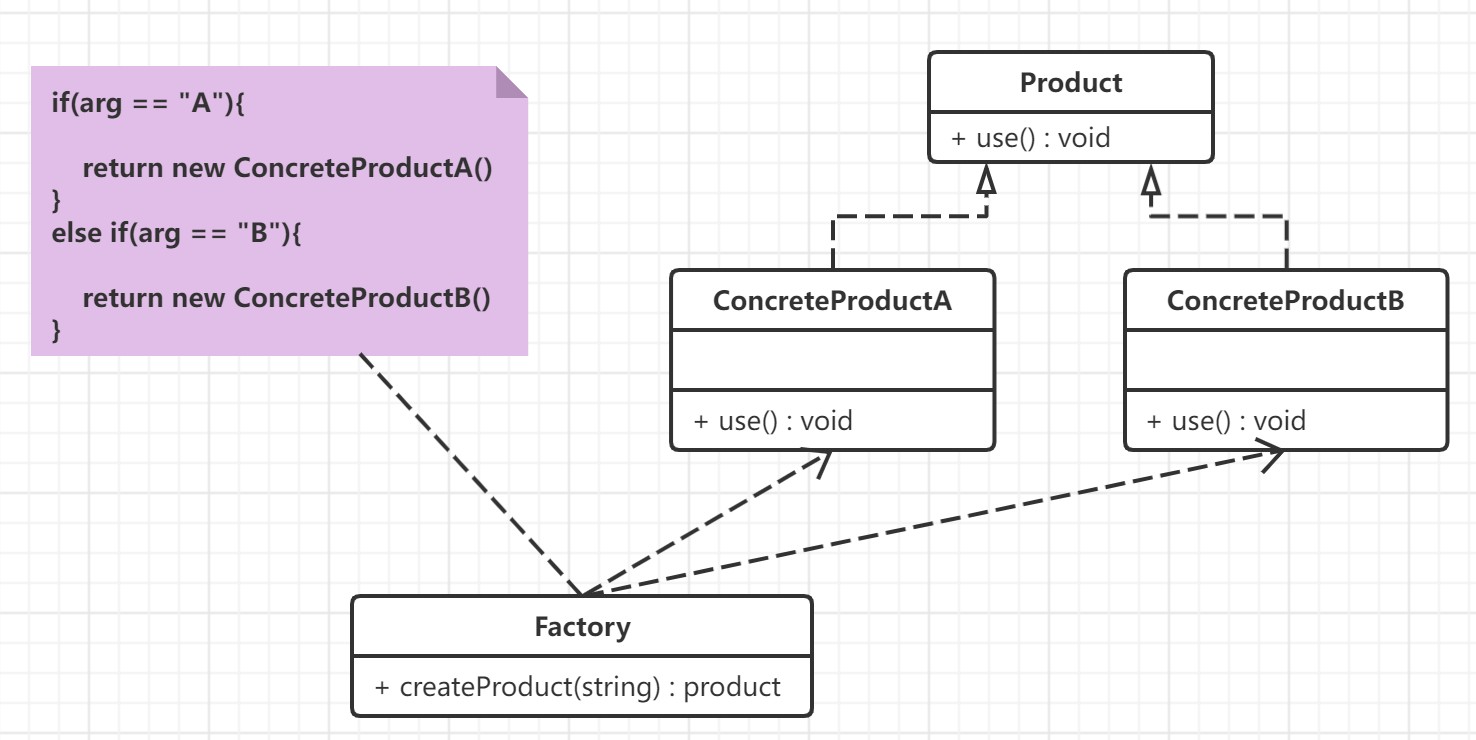 if(arg == "A"){
return new ConcreteProductA()
}
else if(arg == "B"){
return new ConcreteProductB()
}
Product
+ use() : void
ConcreteProductA
+ use() : void
ConcreteProductB
+ use() : void
Factory
+ createProduct(string) : product